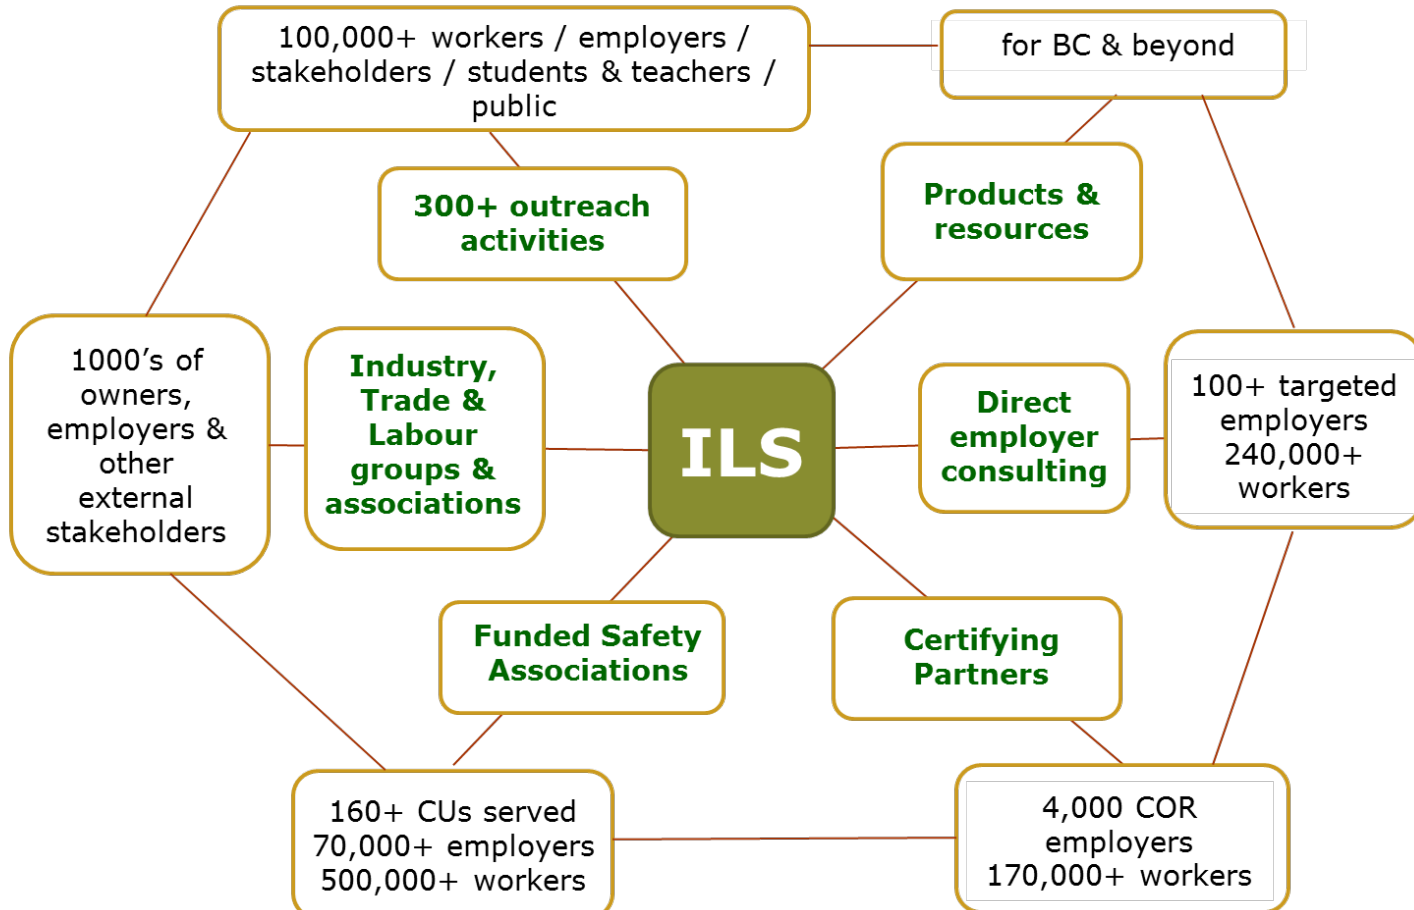 100,000+ workers / employers /
stakeholders / students & teachers /
public
for BC & beyond
300+ outreach
activities
Products &
resources
1000’s of
owners,
employers &
other
external
stakeholders
Industry,
Trade &
Labour
groups &
associations
ILS
Direct
employer
consulting
100+ targeted
employers
240,000+
workers
Funded Safety
Associations
Certifying
Partners
160+ CUs served
70,000+ employers
500,000+ workers
4,000 COR
employers
170,000+ workers